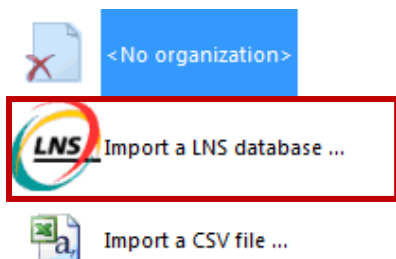 <No organization>
LNS Import a LNS database ...
a, Import a CSV file ...